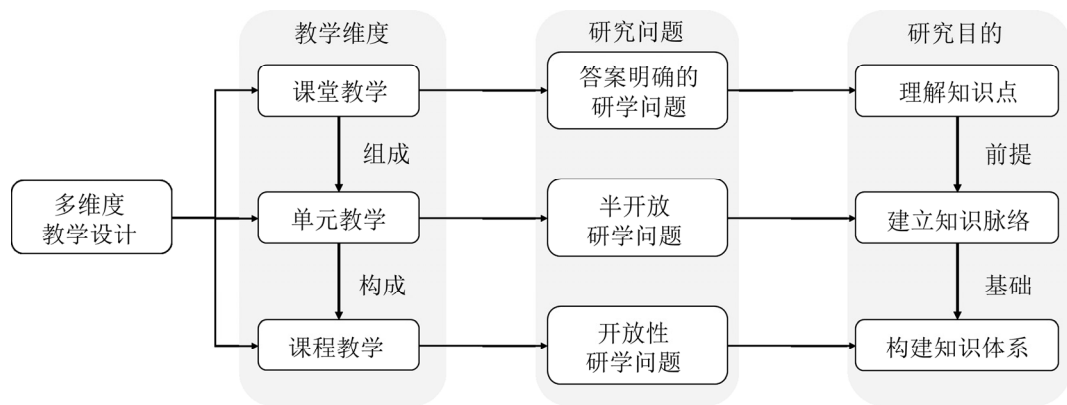 教学维度
研究问题
研究目的
课堂教学
答案明确的
研学问题
理解知识点
组成
前提
多维度
教学设计
单元教学
半开放
研学问题
建立知识脉络
构成
基础
课程教学
开放性
研学问题
构建知识体系